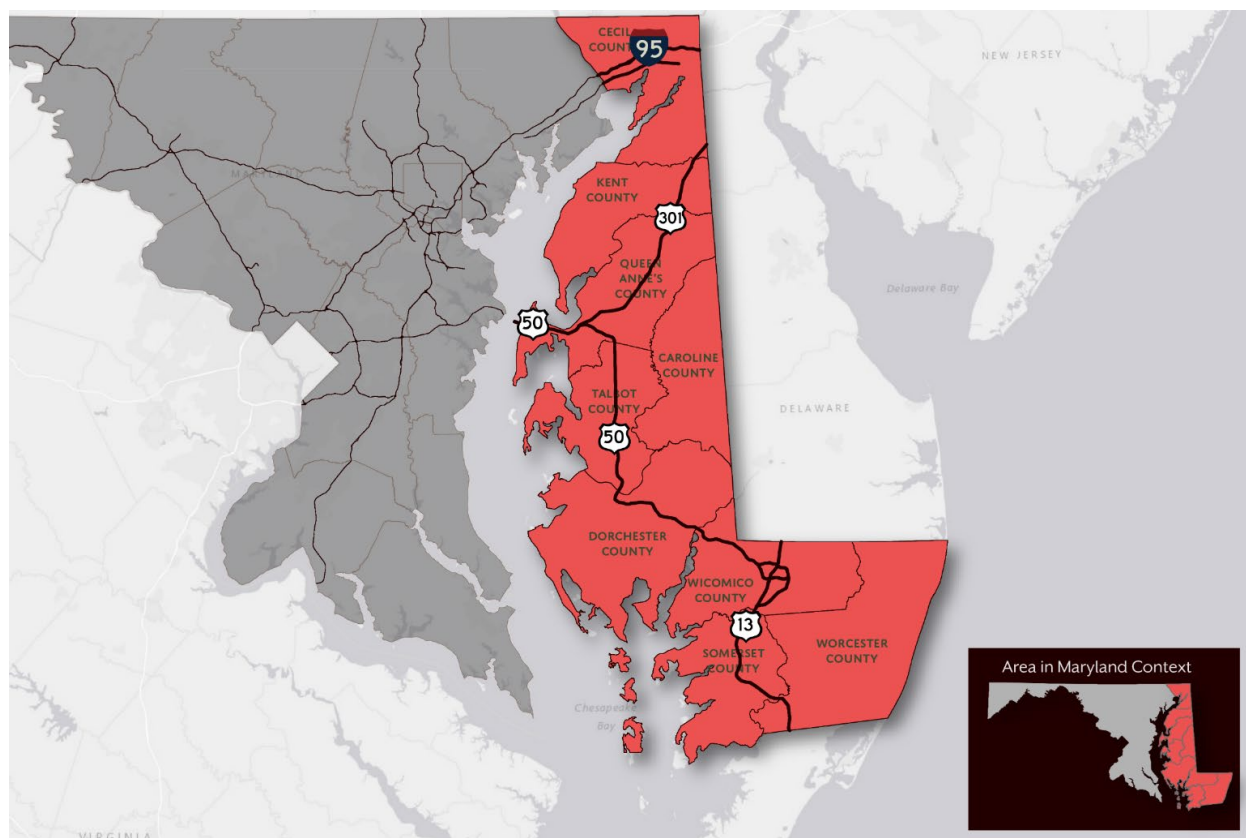 CECIL
COUNTY
95
NEW JERSEY
MARYLAND
KENT
COUNTY
301
QUEEN
ANNE'S
COUNTY
Delaware Bay
50
CAROLINE
COUNTY
TALBOT
COUNTY
DELAWARE
50
DORCHESTER
COUNTY
WICOMICO
COUNTY
13
SOMERSET
COUNTY
WORCESTER
COUNTY
Area in Maryland Context
Chesapeake
Bay
VIRGINIA